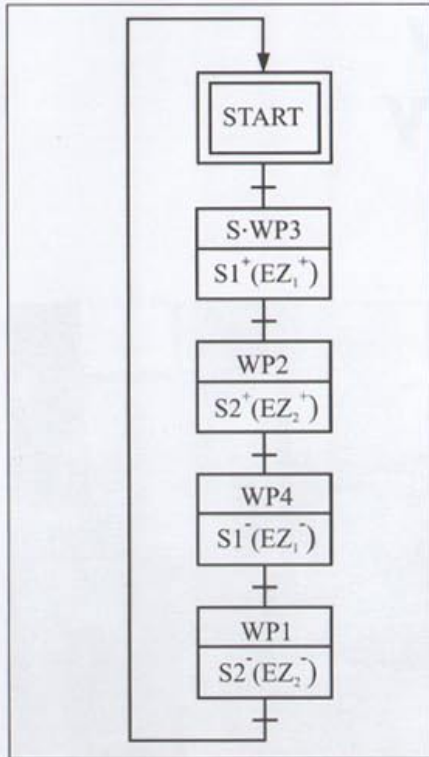 START
S·WP3
S1⁺(EZ₁⁺)
WP2
S2⁺(EZ₂⁺)
WP4
S1⁻(EZ₁⁻)
WP1
S2⁻(EZ₂⁻)